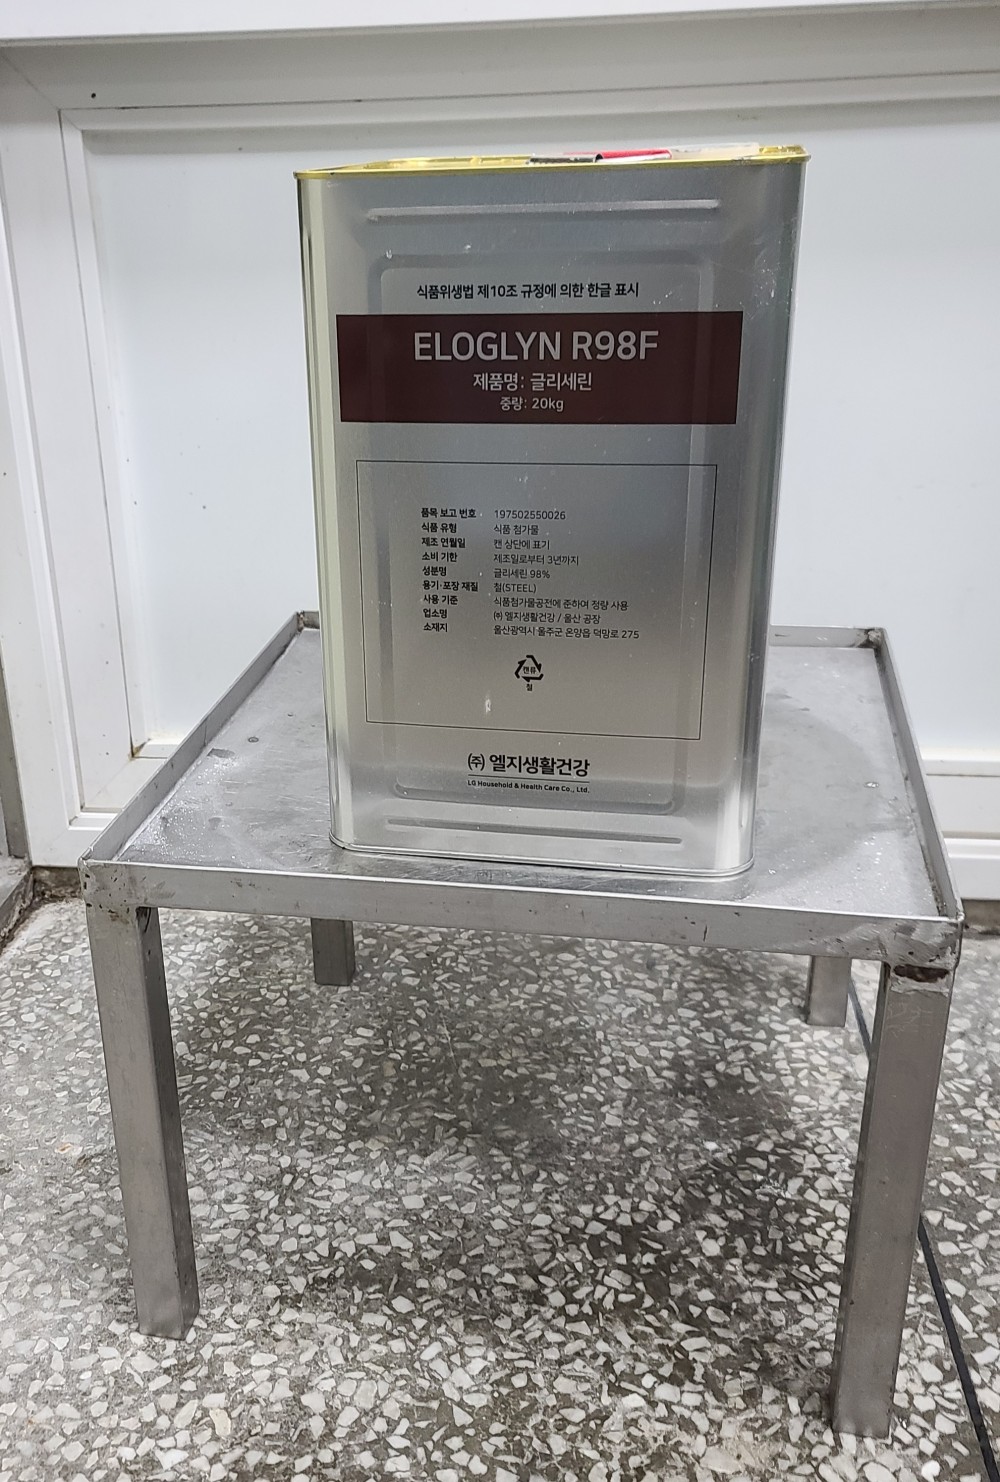 식품위생법 제10조 규정에 의한 한글 표시
ELOGLYN R98F
제품명: 글리세린
중량: 20kg
품목 보고 번호 197502550026
식품 유형 식품 첨가물
제조 연월일 캔 상단에 표기
소비 기한 제조일로부터 3년까지
성분명 글리세린 98%
용기·포장 재질 철(STEEL)
사용 기준 식품첨가물공전에 준하여 정량 사용
업소명 ㈜ 엘지생활건강 / 울산 공장
소재지 울산광역시 울주군 온양읍 덕망로 275
캔류
철
㈜ 엘지생활건강
LG Household & Health Care Co., Ltd.